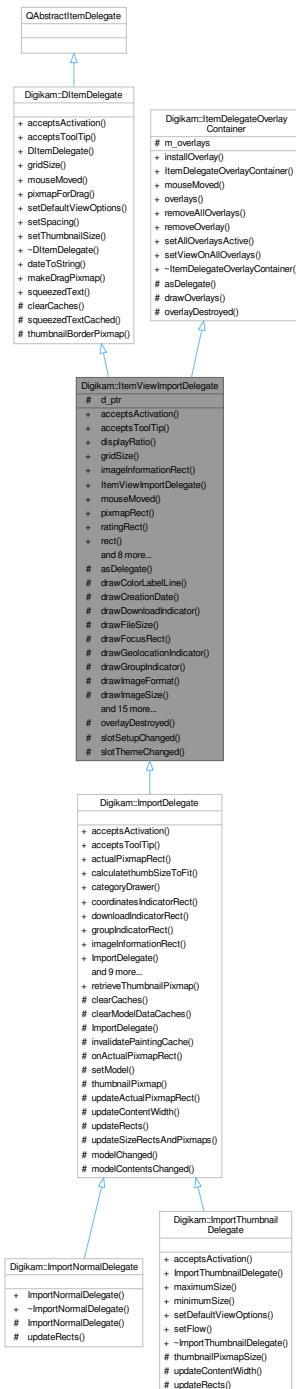 QAbstractItemDelegate
Digikam::DItemDelegate
+ acceptsActivation()
+ acceptsToolTip()
+ DItemDelegate()
+ gridSize()
+ mouseMoved()
+ pixmapForDrag()
+ setDefaultViewOptions()
+ setSpacing()
+ setThumbnailSize()
+ ~DItemDelegate()
+ dateToString()
+ makeDragPixmap()
+ squeezedText()
# clearCaches()
# squeezedTextCached()
# thumbnailBorderPixmap()
Digikam::ItemDelegateOverlay
Container
# m_overlays
+ installOverlay()
+ ItemDelegateOverlayContainer()
+ mouseMoved()
+ overlays()
+ removeAllOverlays()
+ removeOverlay()
+ setAllOverlaysActive()
+ setViewOnAllOverlays()
+ ~ItemDelegateOverlayContainer()
# asDelegate()
# drawOverlays()
# overlayDestroyed()
Digikam::ItemViewImportDelegate
# d_ptr
+ acceptsActivation()
+ acceptsToolTip()
+ displayRatio()
+ gridSize()
+ imageInformationRect()
+ ItemViewImportDelegate()
+ mouseMoved()
+ pixmapRect()
+ ratingRect()
+ rect()
and 8 more...
# asDelegate()
# drawColorLabelLine()
# drawCreationDate()
# drawDownloadIndicator()
# drawFileSize()
# drawFocusRect()
# drawGeolocationIndicator()
# drawGroupIndicator()
# drawImageFormat()
# drawImageSize()
and 15 more...
# overlayDestroyed()
# slotSetupChanged()
# slotThemeChanged()
Digikam::ImportDelegate
+ acceptsActivation()
+ acceptsToolTip()
+ actualPixmapRect()
+ calculatethumbSizeToFit()
+ categoryDrawer()
+ coordinatesIndicatorRect()
+ downloadIndicatorRect()
+ groupIndicatorRect()
+ imageInformationRect()
+ ImportDelegate()
and 9 more...
+ retrieveThumbnailPixmap()
# clearCaches()
# clearModelDataCaches()
# ImportDelegate()
# invalidatePaintingCache()
# onActualPixmapRect()
# setModel()
# thumbnailPixmap()
# updateActualPixmapRect()
# updateContentWidth()
# updateRects()
# updateSizeRectsAndPixmaps()
# modelChanged()
# modelContentsChanged()
Digikam::ImportNormalDelegate
+ ImportNormalDelegate()
+ ~ImportNormalDelegate()
# ImportNormalDelegate()
# updateRects()
Digikam::ImportThumbnail
Delegate
+ acceptsActivation()
+ ImportThumbnailDelegate()
+ maximumSize()
+ minimumSize()
+ setDefaultViewOptions()
+ setFlow()
+ ~ImportThumbnailDelegate()
# thumbnailPixmapSize()
# updateContentWidth()
# updateRects()